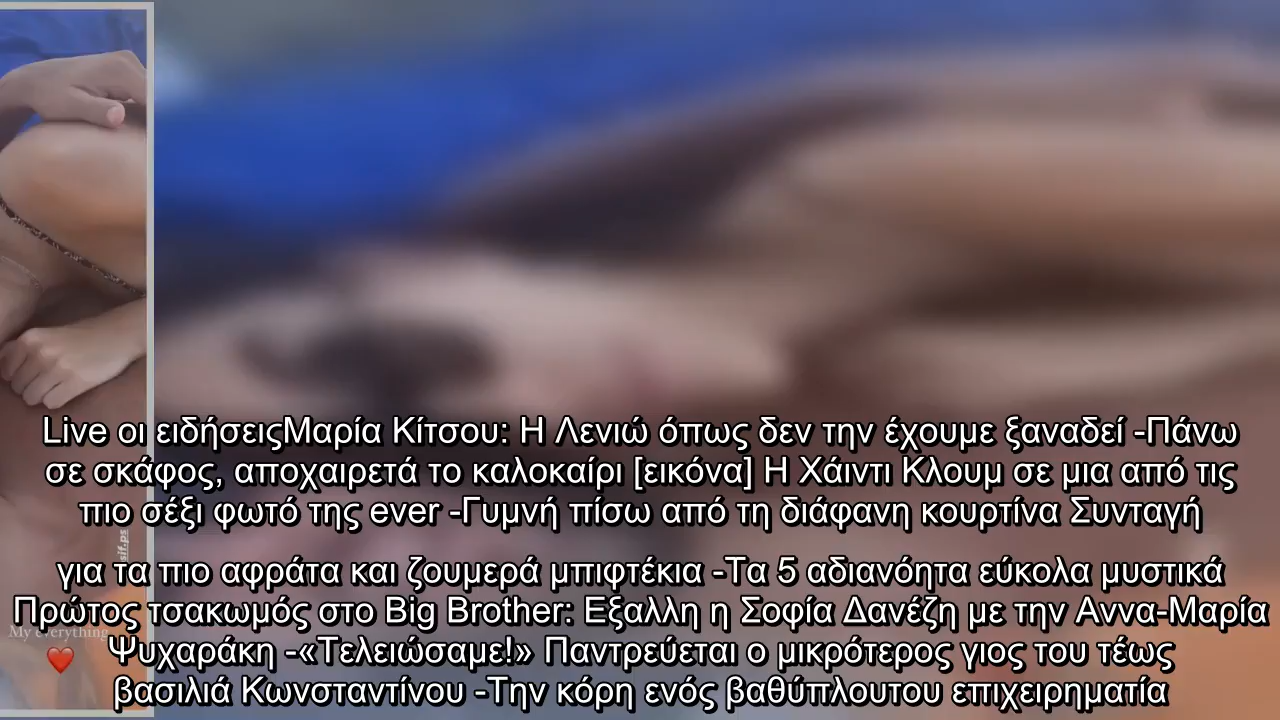 Live οι ειδήσειςΜαρία Κίτσου: Η Λενιώ όπως δεν την έχουμε ξαναδεί -Πάνω
σε σκάφος, αποχαιρετά το καλοκαίρι [εικόνα] Η Χάιντι Κλουμ σε μια από τις
πιο σέξι φωτό της ever -Γυμνή πίσω από τη διάφανη κουρτίνα Συνταγή
για τα πιο αφράτα και ζουμερά μπιφτέκια -Τα 5 αδιανόητα εύκολα μυστικά
Πρώτος τσακωμός στο Big Brother: Εξαλλη η Σοφία Δανέζη με την Αννα-Μαρία
Ψυχαράκη -«Τελειώσαμε!» Παντρεύεται ο μικρότερος γιος του τέως
βασιλιά Κωνσταντίνου -Την κόρη ενός βαθύπλουτου επιχειρηματία
My everything